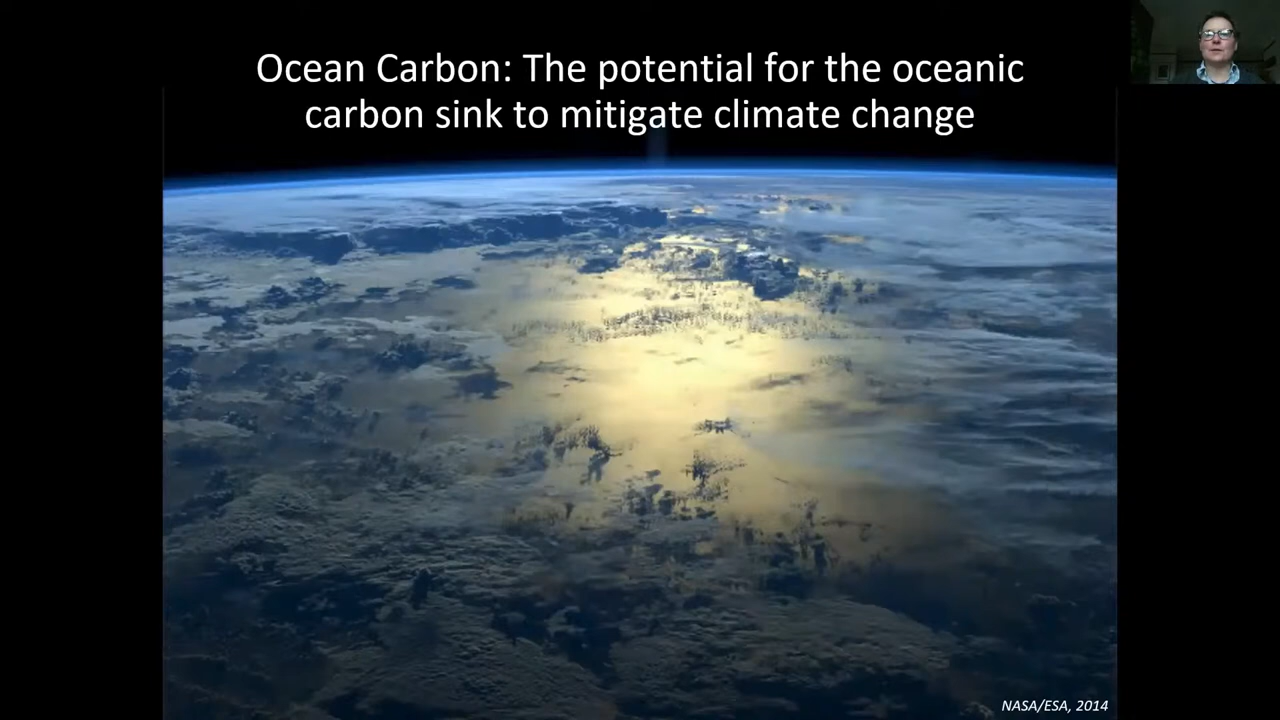 Ocean Carbon: The potential for the oceanic
carbon sink to mitigate climate change
NASA/ESA, 2014